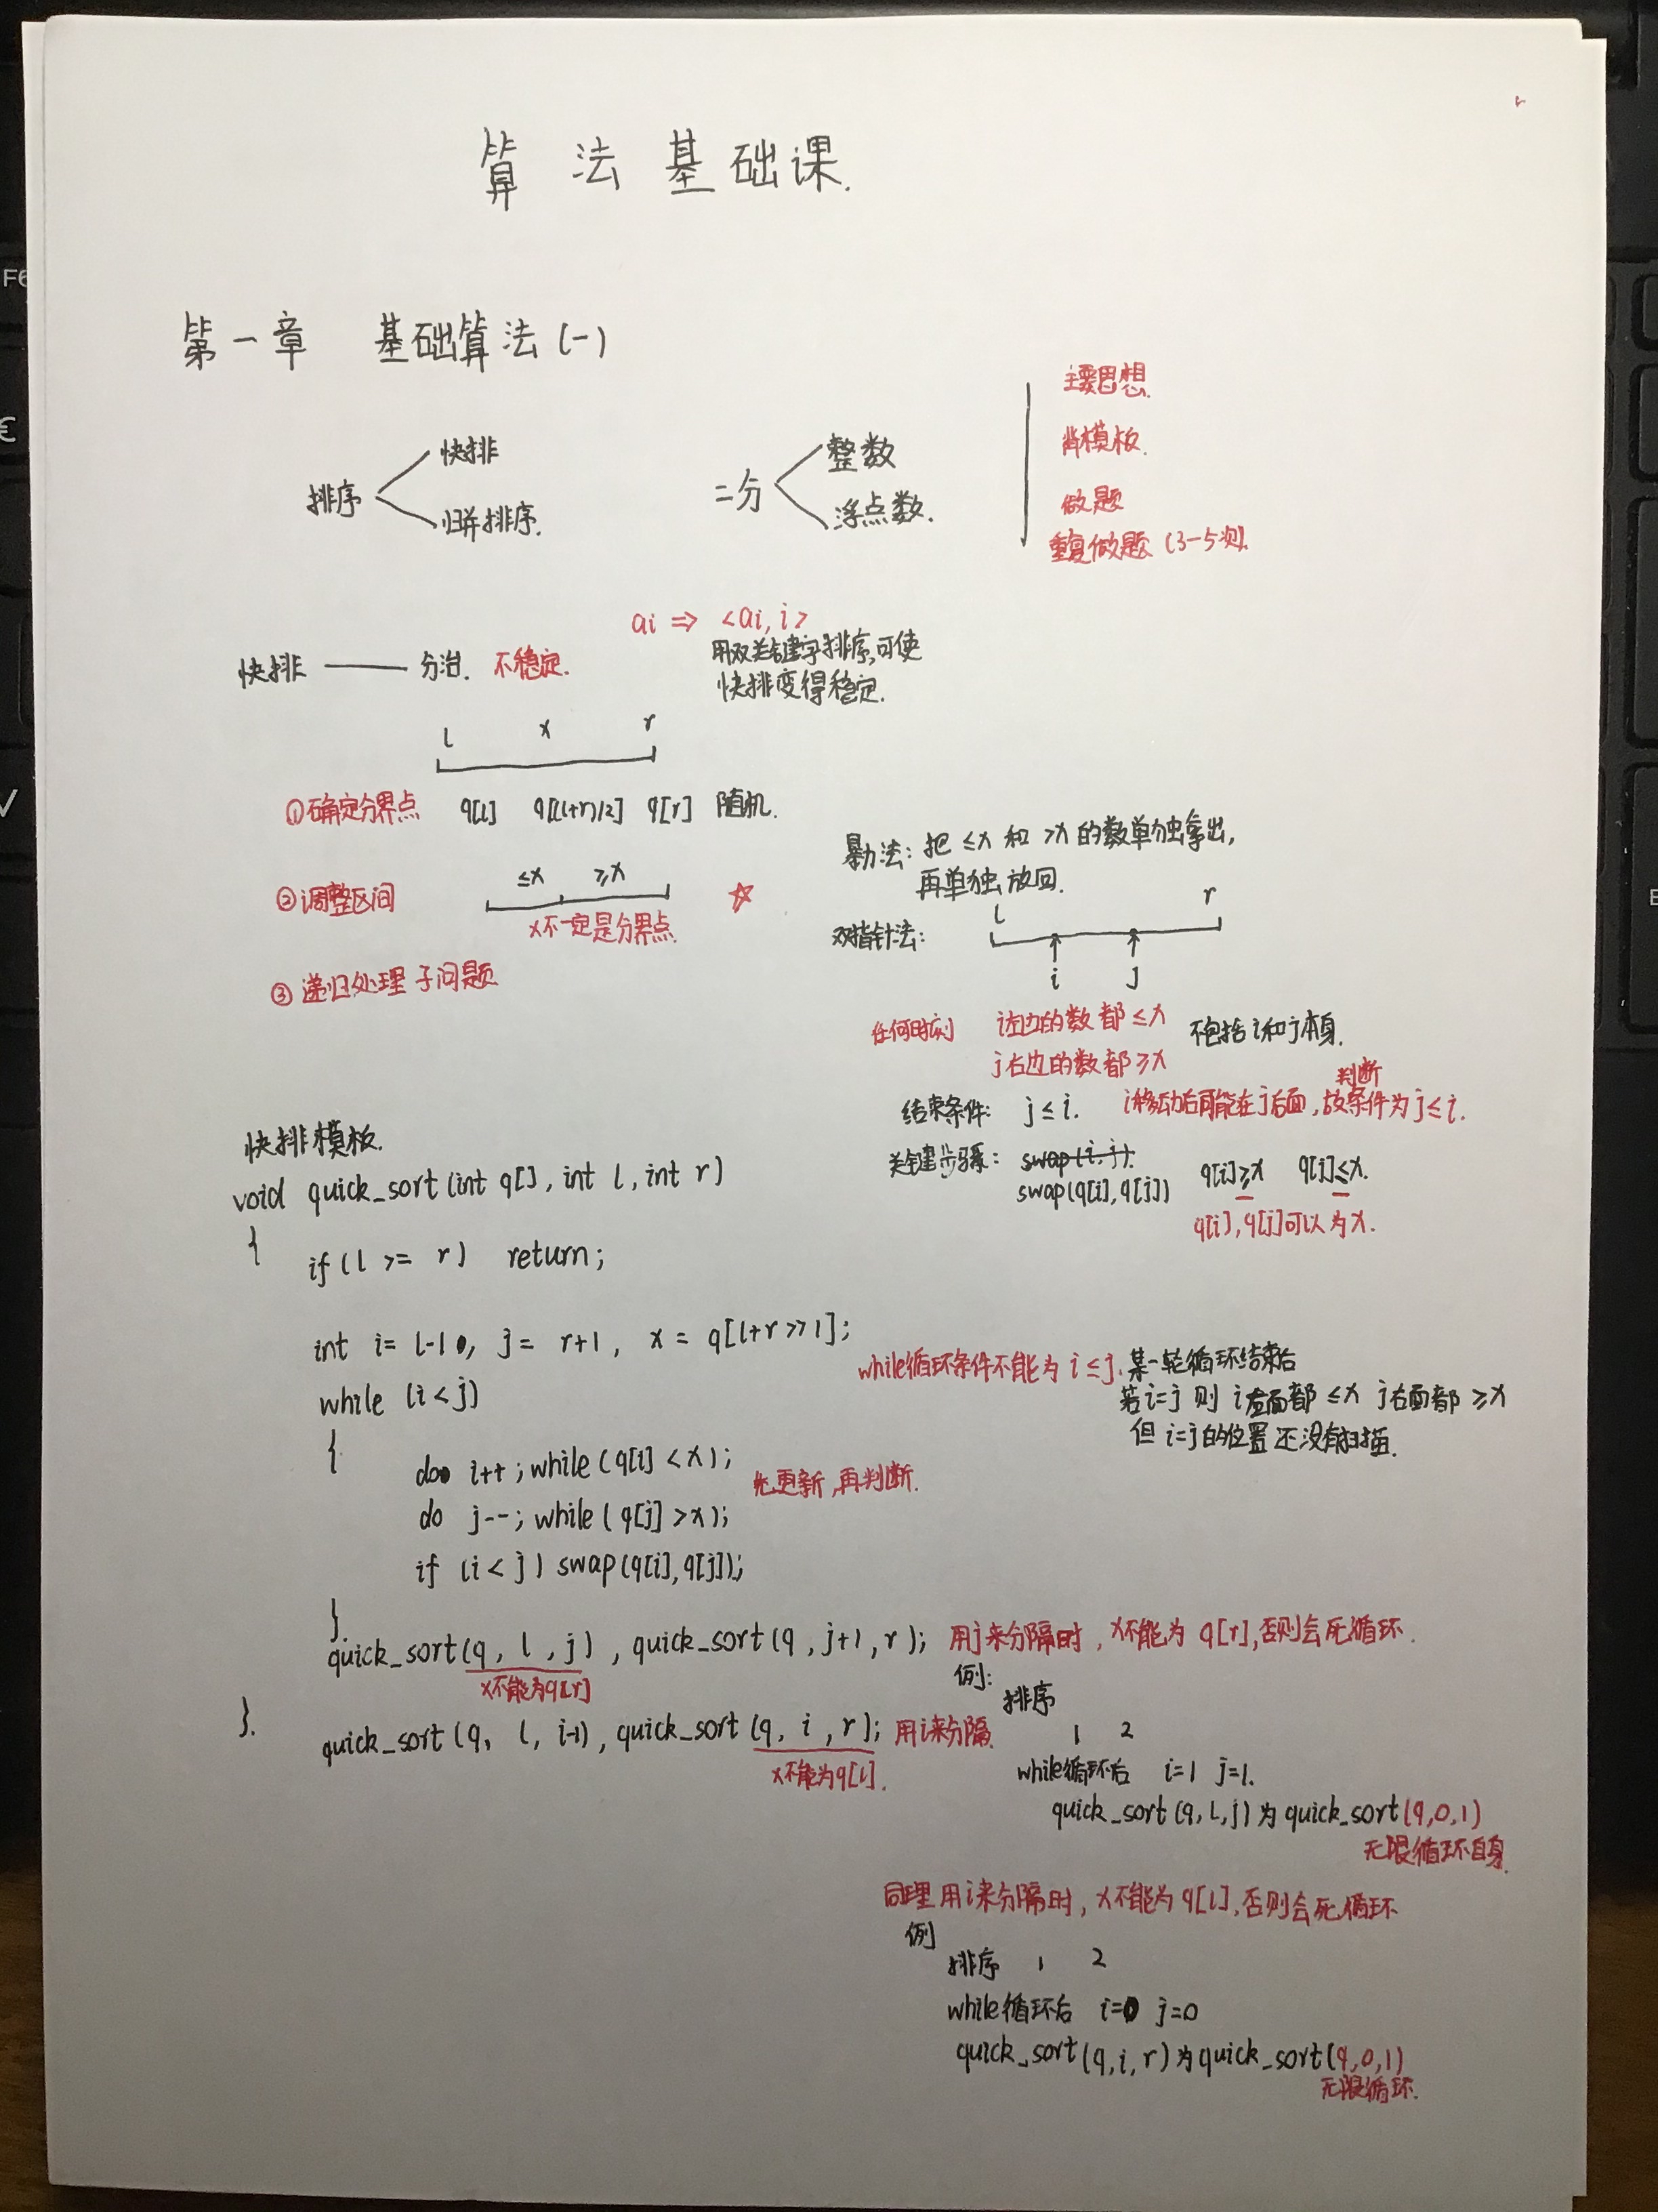 算法基础课.
第一章 基础算法(一)
主要思想.
背模板.
做题
重复做题 (3-5次).
排序
快排
归并排序.
二分
整数
浮点数.
快排 —— 分治. 不稳定.
ai ⇒ <ai, i>
用双关键字排序,可使
快排变得稳定.
l x r
①确定分界点 q[l] q[(l+r)/2] q[r] 随机.
②调整区间 ≤x ≥x ☆
x不一定是分界点.
③递归处理子问题
暴力法: 把 ≤x 和 >x 的数单独拿出,
再单独放回.
双指针法:
l r
i j
任何时刻 i左边的数都 ≤x
j右边的数都 ≥x
不包括i和j本身.
结束条件: j ≤ i. i移动后可能在j后面, 故判断条件为 j ≤ i.
关键步骤: swap(i, j).
swap(q[i], q[j]) q[i]≥x q[j]≤x.
q[i], q[j]可以为x.
快排模板.
void quick_sort(int q[], int l, int r)
{
if (l >= r) return;
int i = l-1, j = r+1, x = q[l+r>>1];
while (i < j)
while循环条件不能为 i ≤ j.
某一轮循环结束后
若i=j 则 i左面都 ≤x j右面都 ≥x
但 i=j的位置还没有扫描.
{
do i++; while (q[i] < x);
先更新, 再判断.
do j--; while (q[j] > x);
if (i < j) swap(q[i], q[j]);
}
quick_sort(q, l, j), quick_sort(q, j+1, r); 用j来分隔时, x不能为 q[r], 否则会死循环.
x不能为q[r]
}.
quick_sort(q, l, i-1), quick_sort(q, i, r); 用i来分隔.
x不能为q[l].
例:
排序
1 2
while循环后 i=1 j=1.
quick_sort(q, l, j) 为 quick_sort(q,0,1)
无限循环自身.
同理 用i来分隔时, x不能为 q[l], 否则会死循环
例
排序 1 2
while循环后 i=0 j=0
quick_sort(q, i, r) 为 quick_sort(q,0,1)
无限循环.
F6
€
V